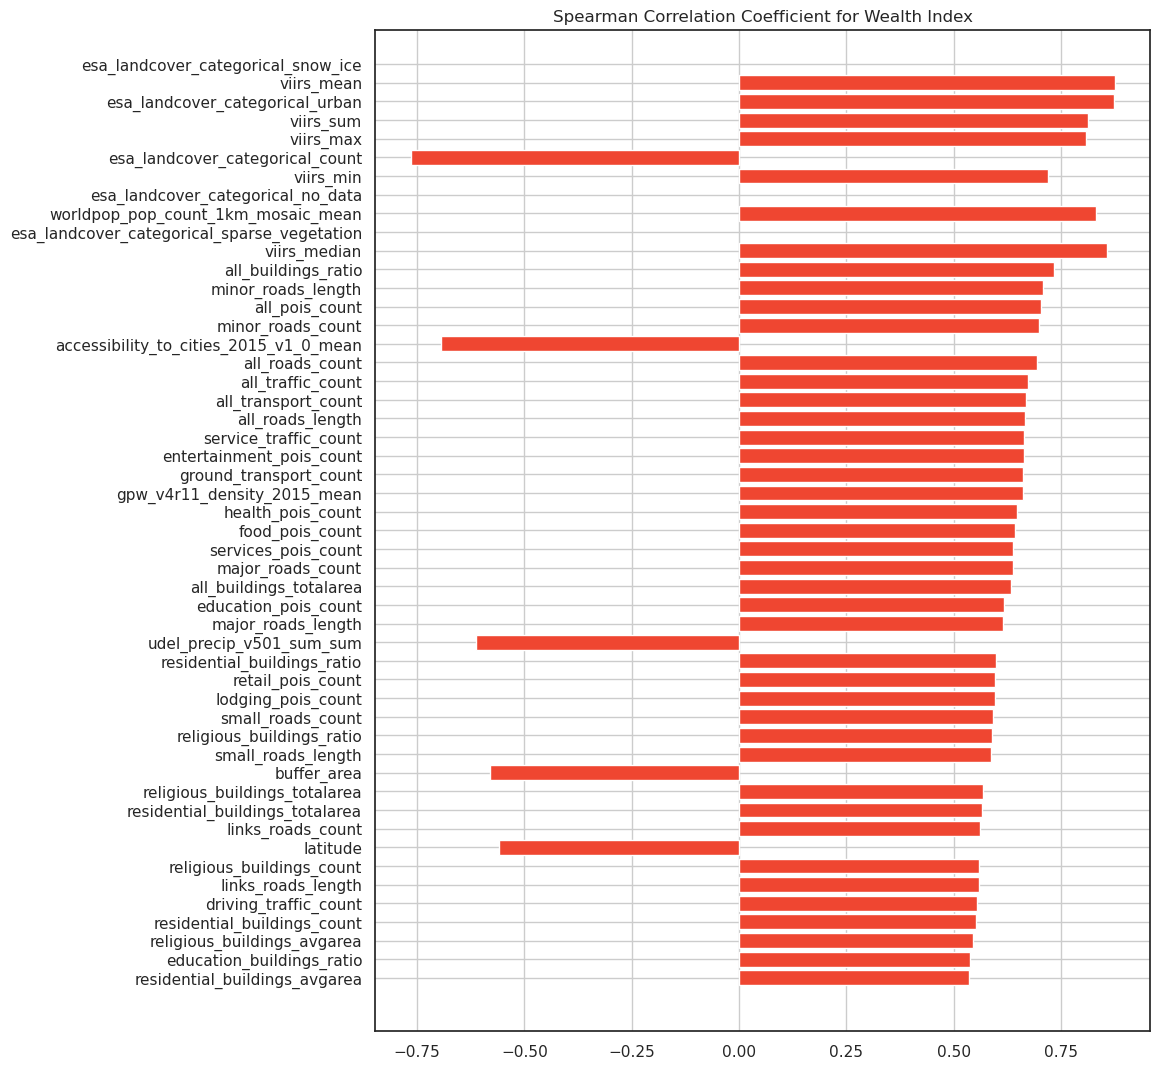 Spearman Correlation Coefficient for Wealth Index
esa_landcover_categorical_snow_ice
viirs_mean
esa_landcover_categorical_urban
viirs_sum
viirs_max
esa_landcover_categorical_count
viirs_min
esa_landcover_categorical_no_data
worldpop_pop_count_1km_mosaic_mean
esa_landcover_categorical_sparse_vegetation
viirs_median
all_buildings_ratio
minor_roads_length
all_pois_count
minor_roads_count
accessibility_to_cities_2015_v1_0_mean
all_roads_count
all_traffic_count
all_transport_count
all_roads_length
service_traffic_count
entertainment_pois_count
ground_transport_count
gpw_v4r11_density_2015_mean
health_pois_count
food_pois_count
services_pois_count
major_roads_count
all_buildings_totalarea
education_pois_count
major_roads_length
udel_precip_v501_sum_sum
residential_buildings_ratio
retail_pois_count
lodging_pois_count
small_roads_count
religious_buildings_ratio
small_roads_length
buffer_area
religious_buildings_totalarea
residential_buildings_totalarea
links_roads_count
latitude
religious_buildings_count
links_roads_length
driving_traffic_count
residential_buildings_count
religious_buildings_avgarea
education_buildings_ratio
residential_buildings_avgarea
−0.75 −0.50 −0.25 0.00 0.25 0.50 0.75